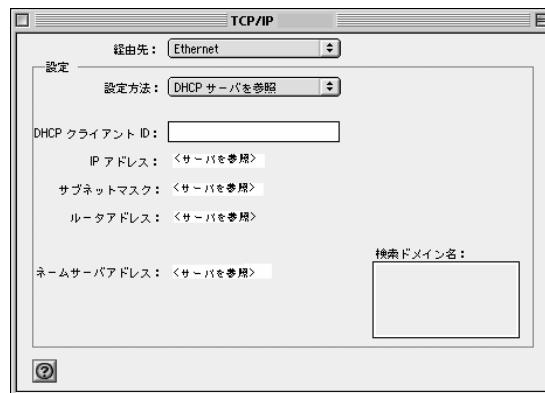 TCP/IP
経由先： Ethernet
設定
設定方法： DHCP サーバを参照
DHCP クライアント ID：
IP アドレス： <サーバを参照>
サブネットマスク： <サーバを参照>
ルータアドレス： <サーバを参照>
検索ドメイン名：
ネームサーバアドレス： <サーバを参照>
?